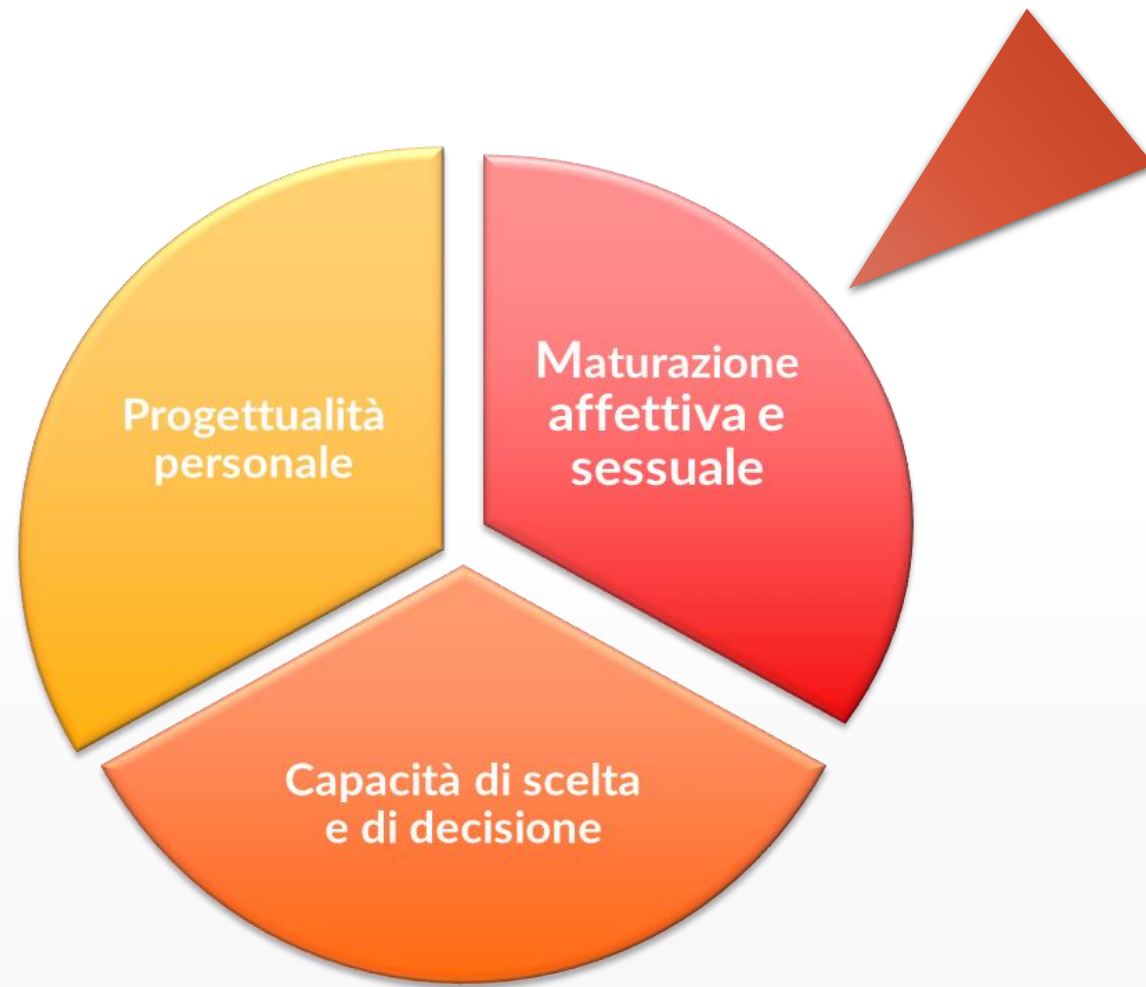 Maturazione
affettiva e
sessuale
Progettualità
personale
Capacità di scelta
e di decisione